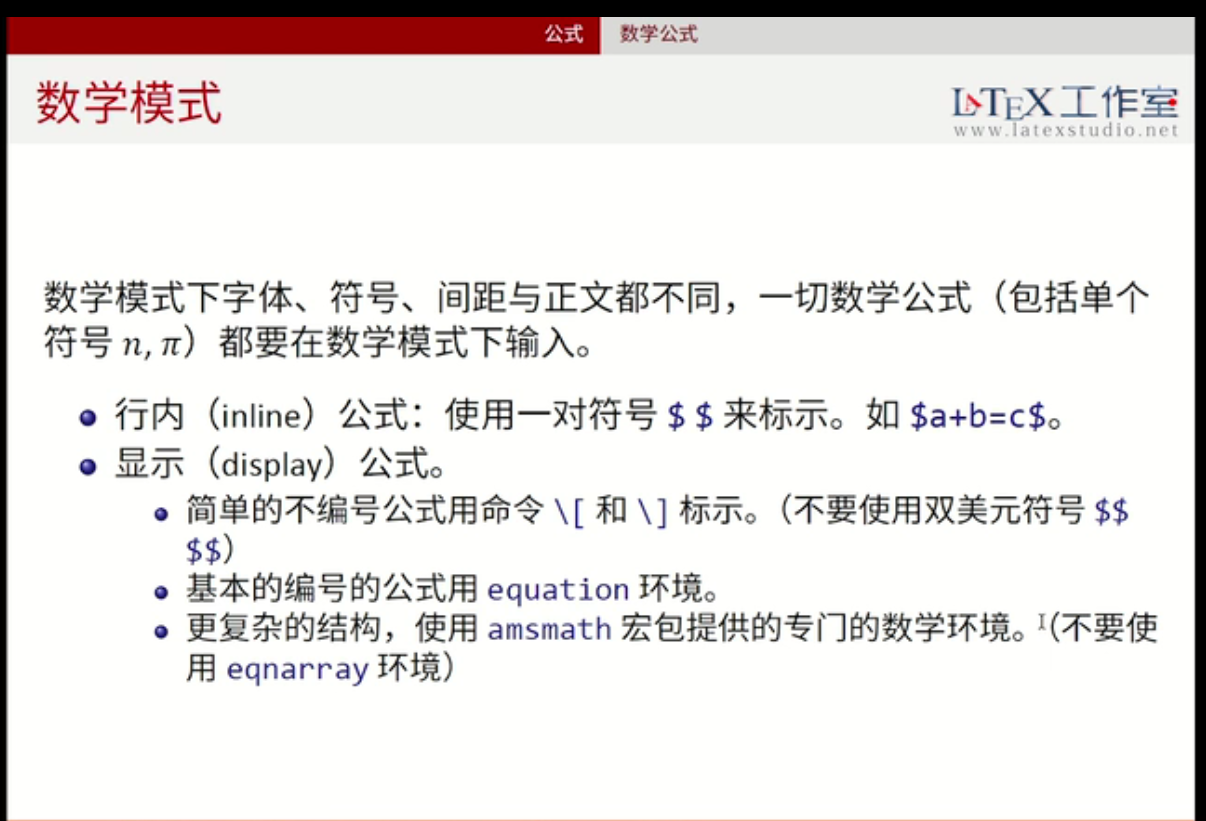 公式 数学公式
数学模式
LATEX工作室
www.latexstudio.net
数学模式下字体、符号、间距与正文都不同，一切数学公式（包括单个
符号 n, π）都要在数学模式下输入。
行内（inline）公式：使用一对符号 $ $ 来标示。如 $a+b=c$。
显示（display）公式。
简单的不编号公式用命令 \[ 和 \] 标示。（不要使用双美元符号 $$
$$）
基本的编号的公式用 equation 环境。
更复杂的结构，使用 amsmath 宏包提供的专门的数学环境。（不要使
用 eqnarray 环境）